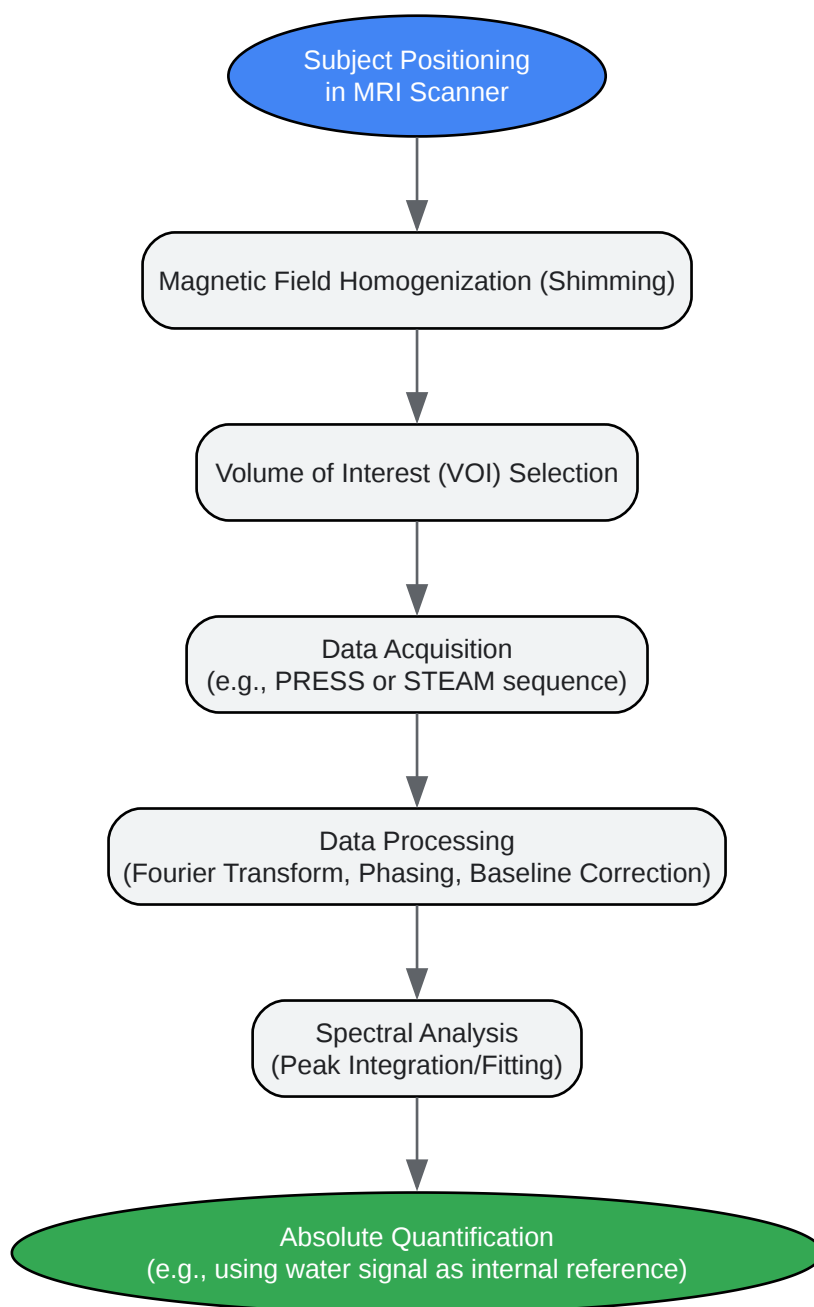 Subject Positioning
in MRI Scanner
Magnetic Field Homogenization (Shimming)
Volume of Interest (VOI) Selection
Data Acquisition
(e.g., PRESS or STEAM sequence)
Data Processing
(Fourier Transform, Phasing, Baseline Correction)
Spectral Analysis
(Peak Integration/Fitting)
Absolute Quantification
(e.g., using water signal as internal reference)